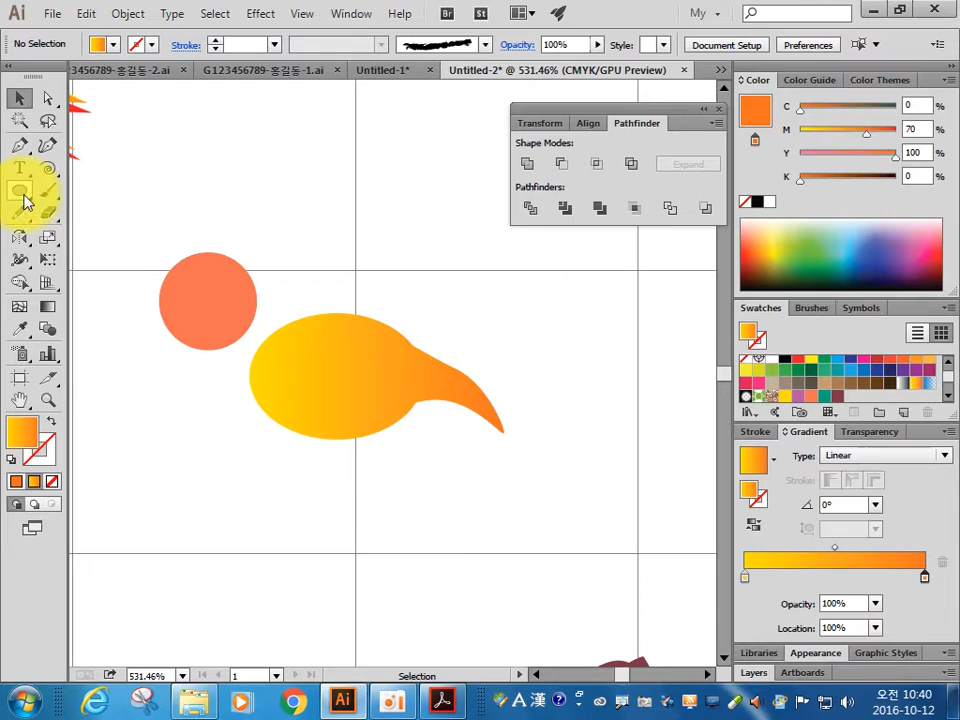 Ai File Edit Object Type Select Effect View Window Help Br St My
No Selection Stroke: Opacity: 100% Style: Document Setup Preferences
123456789-홍길동-2.ai × G123456789-홍길동-1.ai × Untitled-1* × Untitled-2* @ 531.46% (CMYK/GPU Preview) ×
Color Color Guide Color Themes
C 0 %
M 70 %
Y 100 %
K 0 %
Transform Align Pathfinder
Shape Modes:
Expand
Pathfinders:
T
Swatches Brushes Symbols
Stroke Gradient Transparency
Type: Linear
Stroke:
0°
Opacity: 100%
Location: 100%
Libraries Appearance Graphic Styles
Layers Artboards
531.46% 1 Selection
Ai A 漢 ? 오전 10:40
2016-10-12